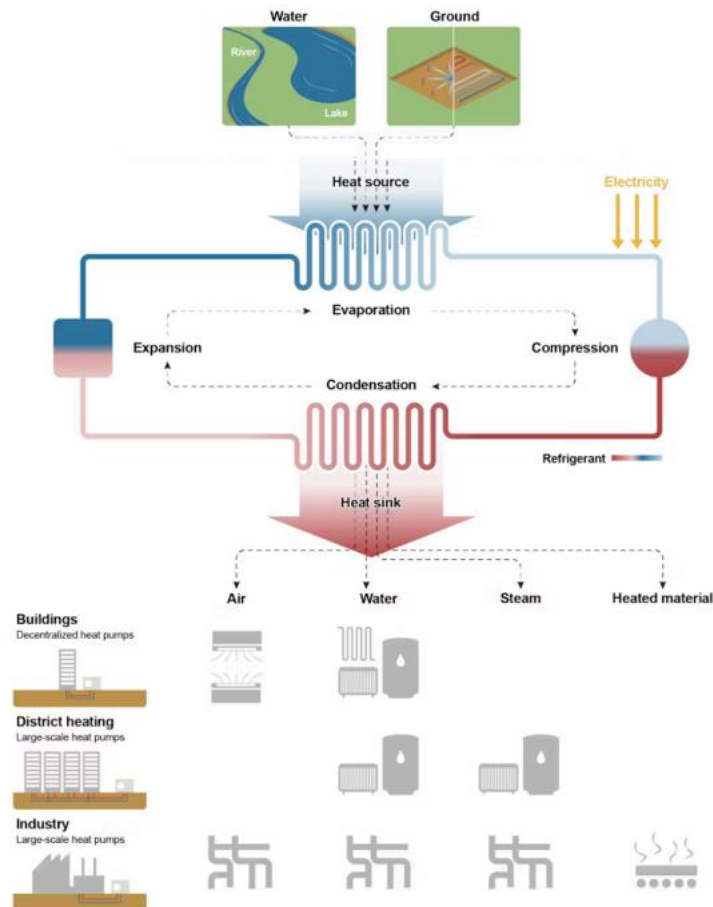 Water
Ground
River
Lake
Heat source
Electricity
Evaporation
Expansion
Compression
Condensation
Refrigerant
Heat sink
Air
Water
Steam
Heated material
Buildings
Decentralized heat pumps
District heating
Large-scale heat pumps
Industry
Large-scale heat pumps